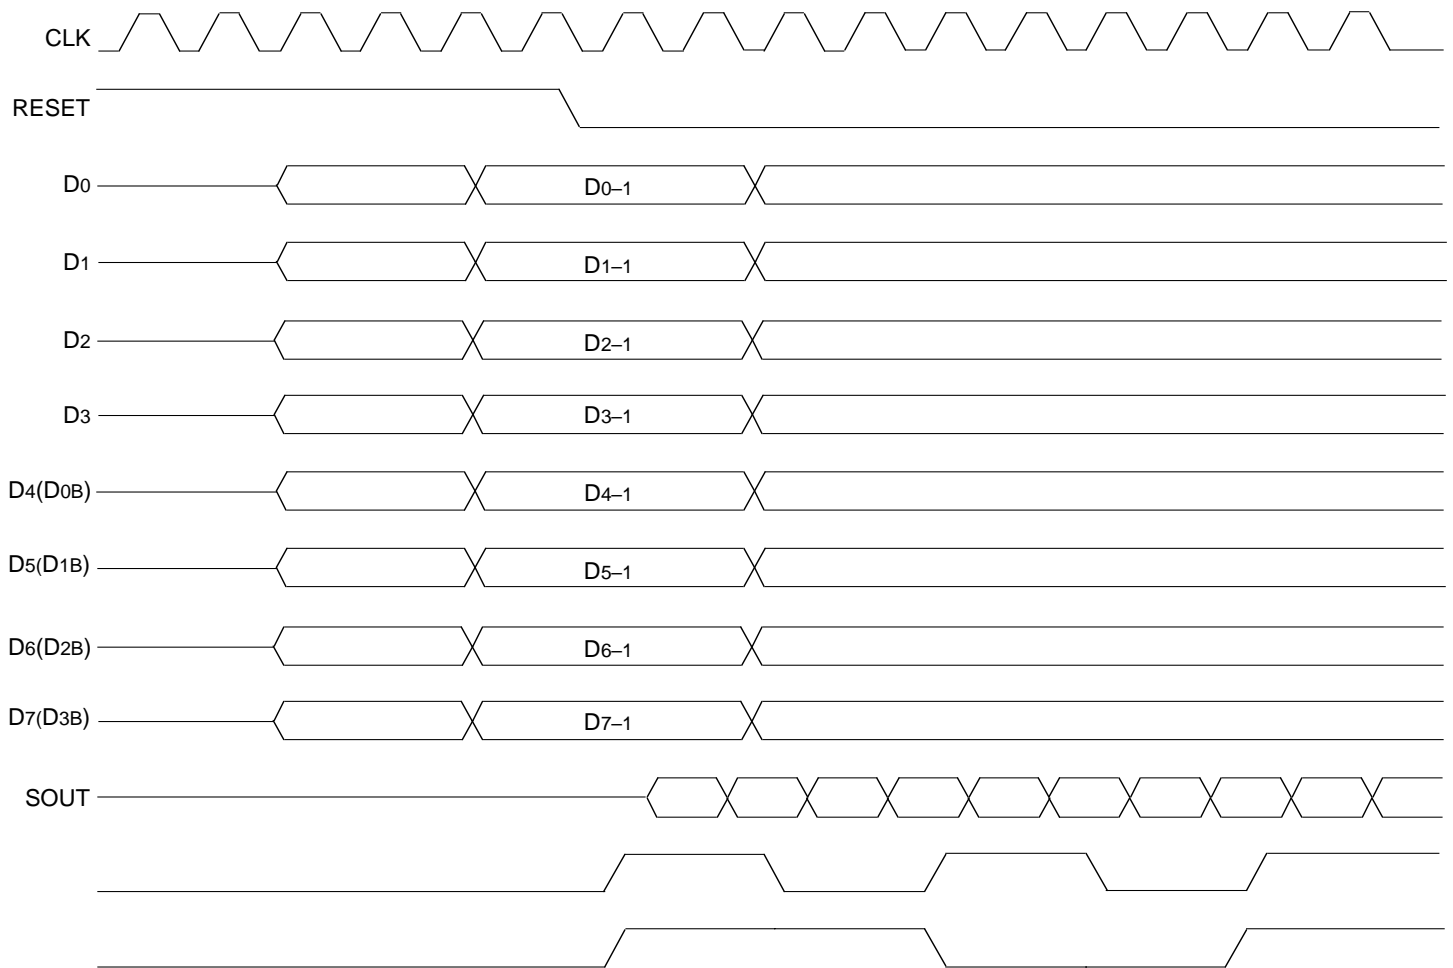 CLK
RESET
D0
D0–1
D1
D1–1
D2
D2–1
D3
D3–1
D4(D0B)
D4–1
D5(D1B)
D5–1
D6(D2B)
D6–1
D7(D3B)
D7–1
SOUT